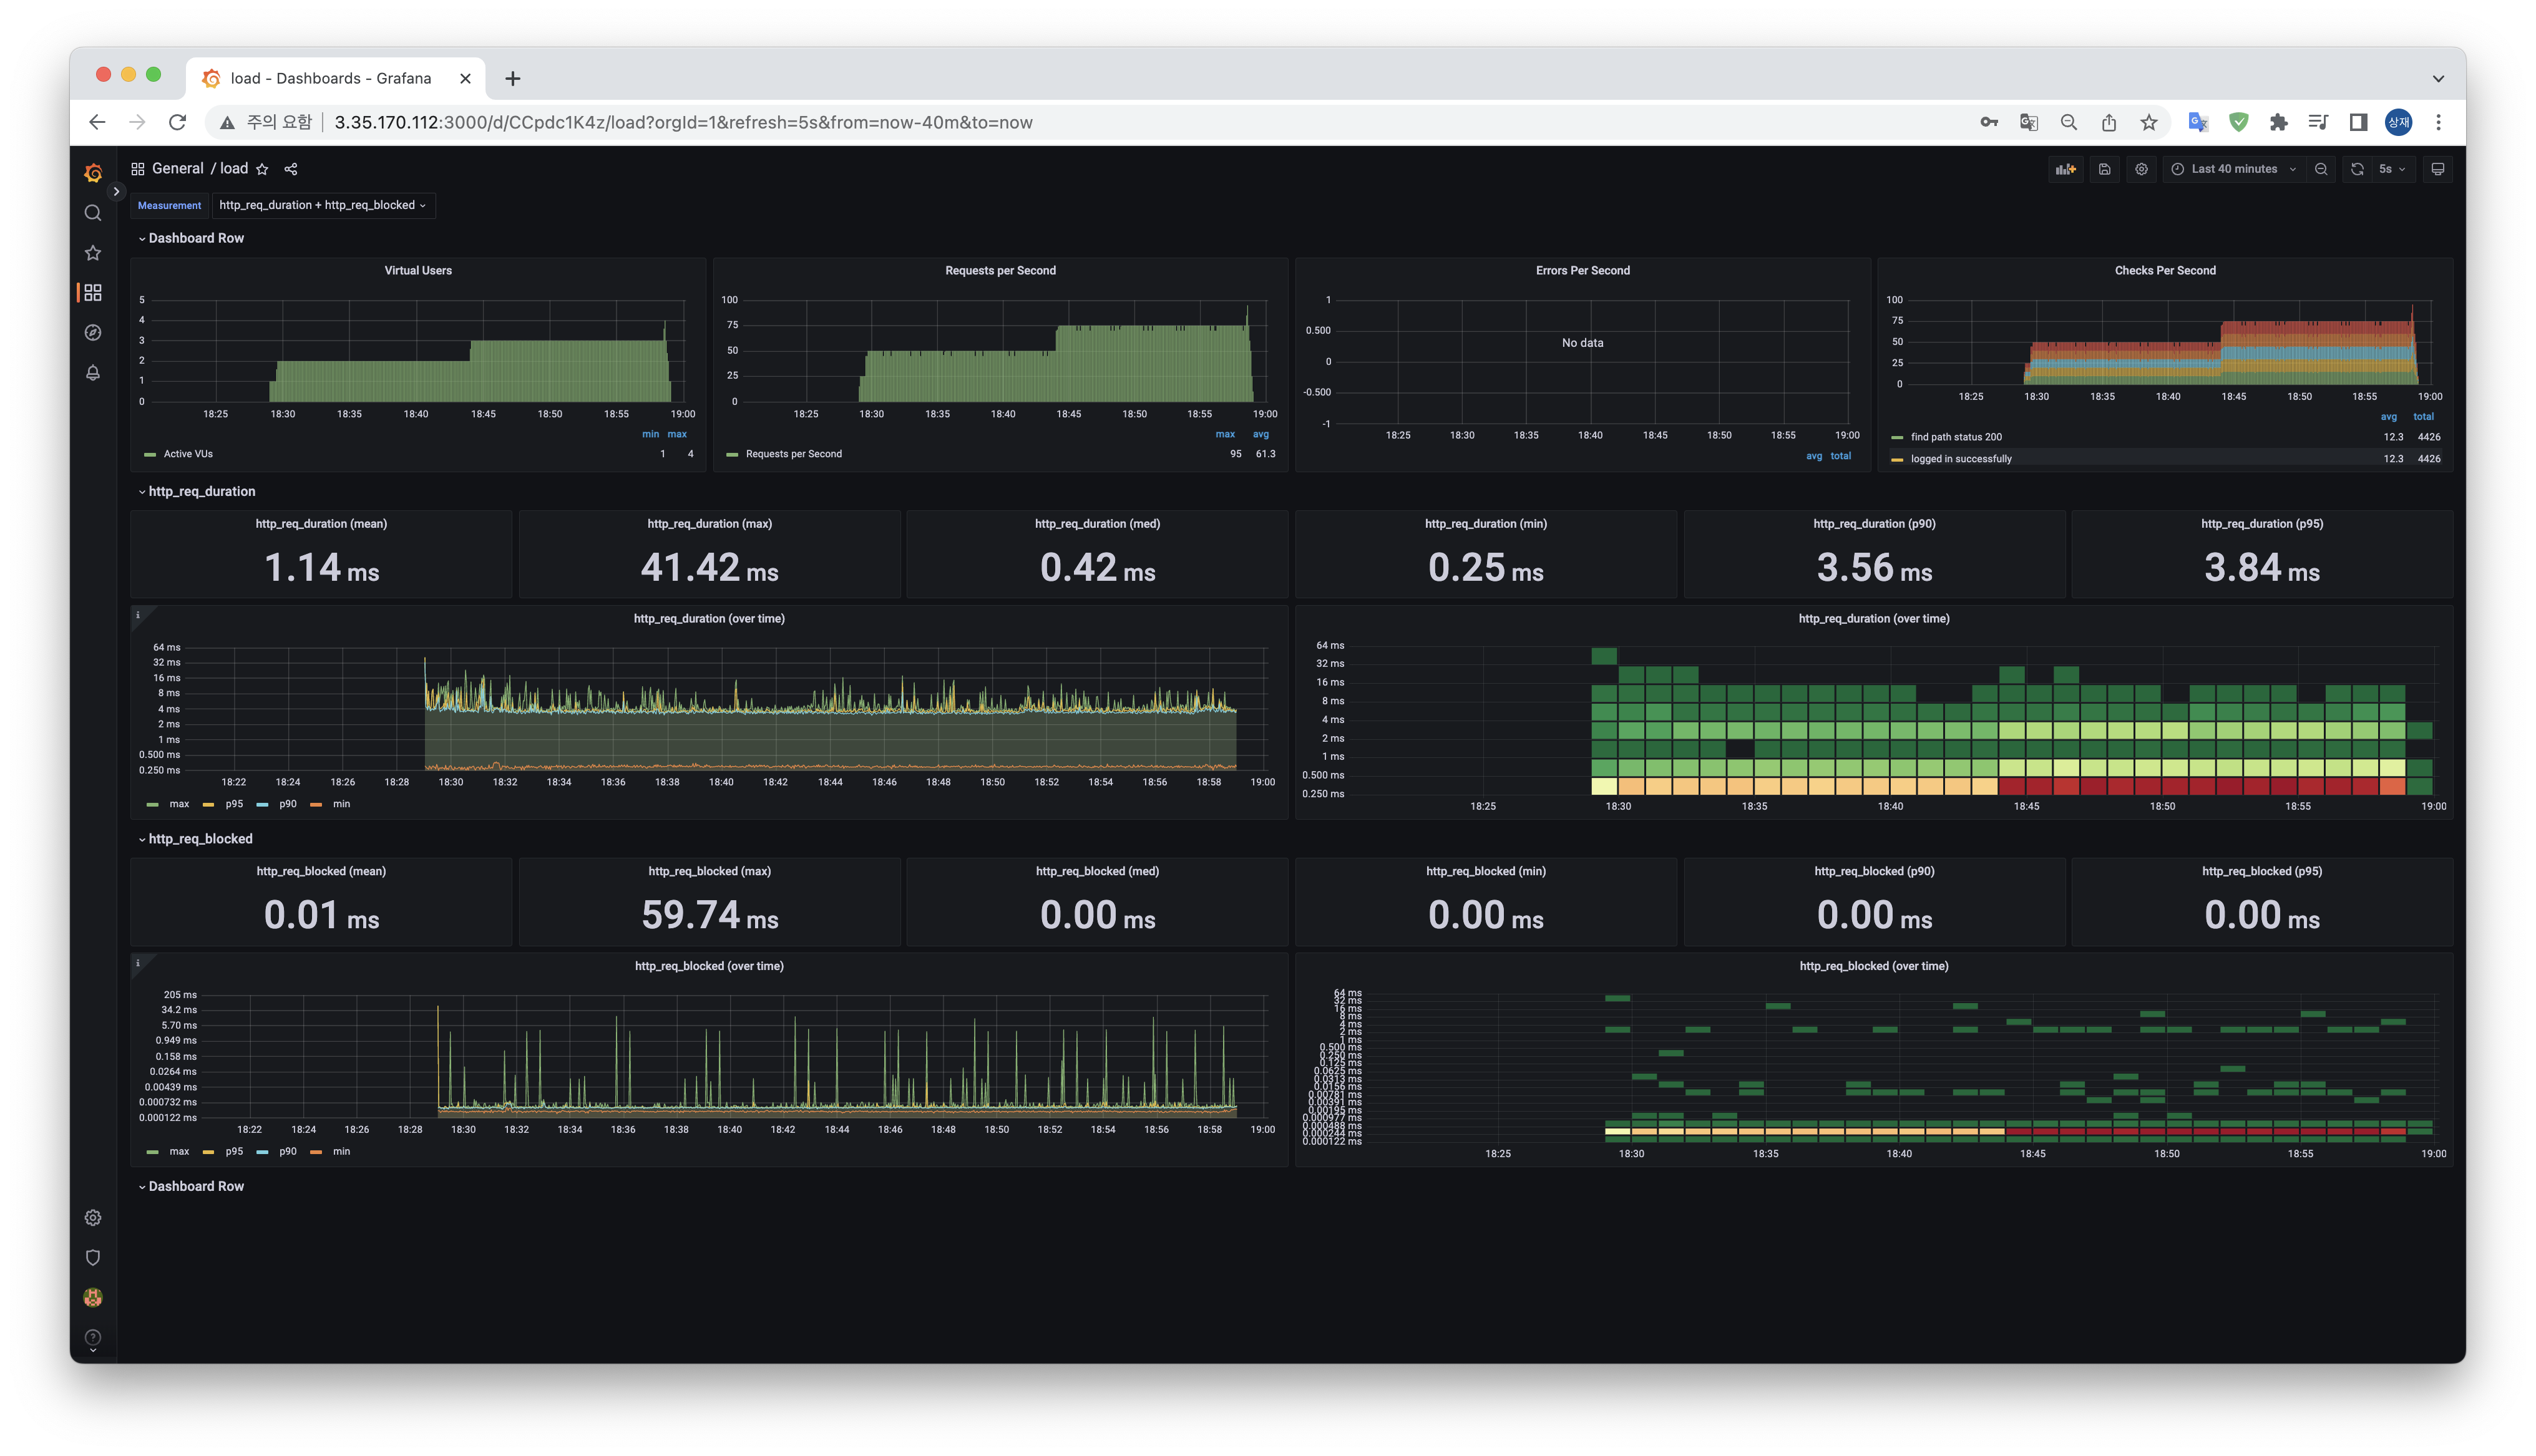 load - Dashboards - Grafana
주의 요함 3.35.170.112:3000/d/CCpdc1K4z/load?orgId=1&refresh=5s&from=now-40m&to=now
상재
General / load
Last 40 minutes
5s
Measurement
http_req_duration + http_req_blocked
Dashboard Row
Virtual Users
5
4
3
2
1
0
18:25 18:30 18:35 18:40 18:45 18:50 18:55 19:00
min max
Active VUs 1 4
Requests per Second
100
75
50
25
0
18:25 18:30 18:35 18:40 18:45 18:50 18:55 19:00
max avg
Requests per Second 95 61.3
Errors Per Second
1
0.500
0
-0.500
-1
No data
18:25 18:30 18:35 18:40 18:45 18:50 18:55 19:00
avg total
Checks Per Second
100
75
50
25
0
18:25 18:30 18:35 18:40 18:45 18:50 18:55 19:00
avg total
find path status 200 12.3 4426
logged in successfully 12.3 4426
http_req_duration
http_req_duration (mean)
1.14 ms
http_req_duration (max)
41.42 ms
http_req_duration (med)
0.42 ms
http_req_duration (min)
0.25 ms
http_req_duration (p90)
3.56 ms
http_req_duration (p95)
3.84 ms
http_req_duration (over time)
64 ms
32 ms
16 ms
8 ms
4 ms
2 ms
1 ms
0.500 ms
0.250 ms
18:22 18:24 18:26 18:28 18:30 18:32 18:34 18:36 18:38 18:40 18:42 18:44 18:46 18:48 18:50 18:52 18:54 18:56 18:58 19:00
max p95 p90 min
http_req_duration (over time)
64 ms
32 ms
16 ms
8 ms
4 ms
2 ms
1 ms
0.500 ms
0.250 ms
18:25 18:30 18:35 18:40 18:45 18:50 18:55 19:00
http_req_blocked
http_req_blocked (mean)
0.01 ms
http_req_blocked (max)
59.74 ms
http_req_blocked (med)
0.00 ms
http_req_blocked (min)
0.00 ms
http_req_blocked (p90)
0.00 ms
http_req_blocked (p95)
0.00 ms
http_req_blocked (over time)
205 ms
34.2 ms
5.70 ms
0.949 ms
0.158 ms
0.0264 ms
0.00439 ms
0.000732 ms
0.000122 ms
18:22 18:24 18:26 18:28 18:30 18:32 18:34 18:36 18:38 18:40 18:42 18:44 18:46 18:48 18:50 18:52 18:54 18:56 18:58 19:00
max p95 p90 min
http_req_blocked (over time)
64 ms
32 ms
16 ms
8 ms
4 ms
2 ms
1 ms
0.500 ms
0.250 ms
0.125 ms
0.0625 ms
0.0313 ms
0.0156 ms
0.00781 ms
0.00391 ms
0.00195 ms
0.000977 ms
0.000488 ms
0.000244 ms
0.000122 ms
18:25 18:30 18:35 18:40 18:45 18:50 18:55 19:00
Dashboard Row